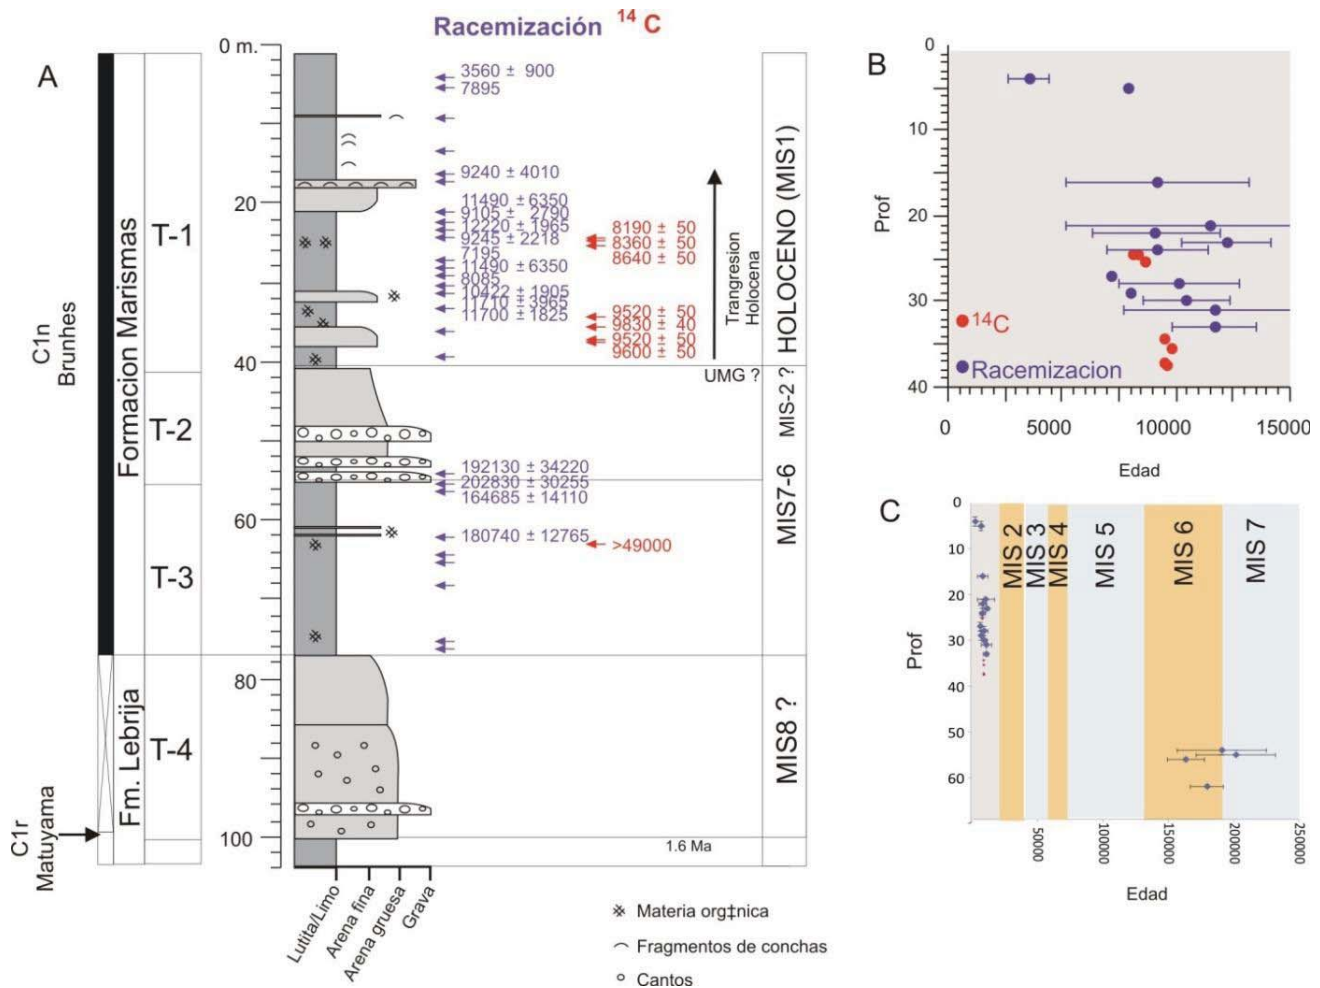 Racemización
14 C
A
0 m.
20
40
60
80
100
C1n
Brunhes
C1r
Matuyama
Formacion Marismas
Fm. Lebrija
T-1
T-2
T-3
T-4
3560 ± 900
7895
9240 ± 4010
11490 ± 6350
9105 ± 2790
12220 ± 1965
9245 ± 2218
7195
11490 ± 6350
8085
10422 ± 1905
11710 ± 3965
11700 ± 1825
192130 ± 34220
202830 ± 30255
164685 ± 14110
180740 ± 12765
8190 ± 50
8360 ± 50
8640 ± 50
9520 ± 50
9830 ± 40
9520 ± 50
9600 ± 50
>49000
Trangresion
Holocena
UMG ?
1.6 Ma
HOLOCENO (MIS1)
MIS-2 ?
MIS7-6
MIS8 ?
Lutita/Limo
Arena fina
Arena gruesa
Grava
Materia org‡nica
Fragmentos de conchas
Cantos
B
0
10
20
30
40
Prof
14C
Racemizacion
0
5000
10000
15000
Edad
C
0
10
20
30
40
50
60
Prof
MIS 2
MIS 3
MIS 4
MIS 5
MIS 6
MIS 7
50000
100000
150000
200000
250000
Edad